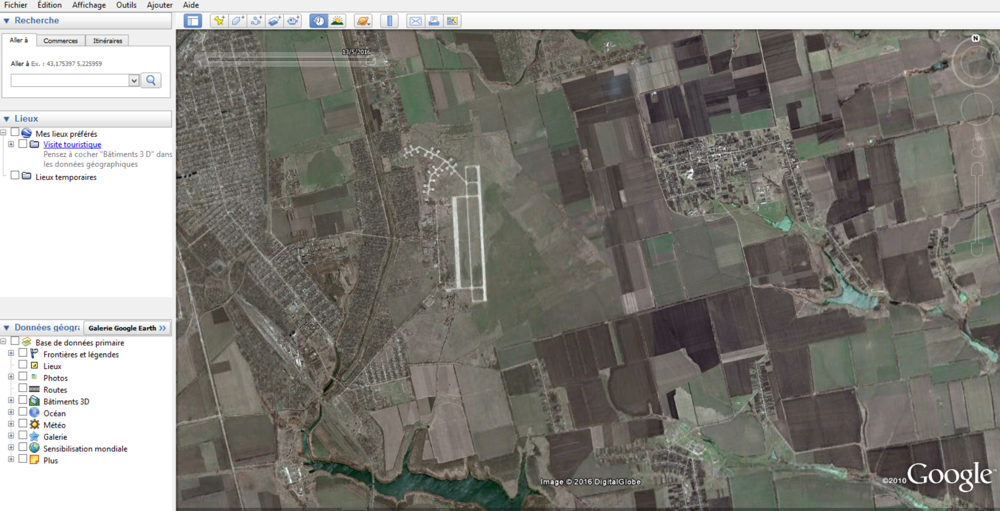 Fichier Édition Affichage Outils Ajouter Aide
Recherche
Aller à Commerces Itinéraires
Aller à Ex. : 43,175397 5,225959
Lieux
Mes lieux préférés
Visite touristique
Pensez à cocher "Bâtiments 3 D" dans
les données géographiques
Lieux temporaires
Données géogra Galerie Google Earth >>
Base de données primaire
Frontières et légendes
Lieux
Photos
Routes
Bâtiments 3D
Océan
Météo
Galerie
Sensibilisation mondiale
Plus
13/5/2016
N
Image © 2016 DigitalGlobe
©2010 Google